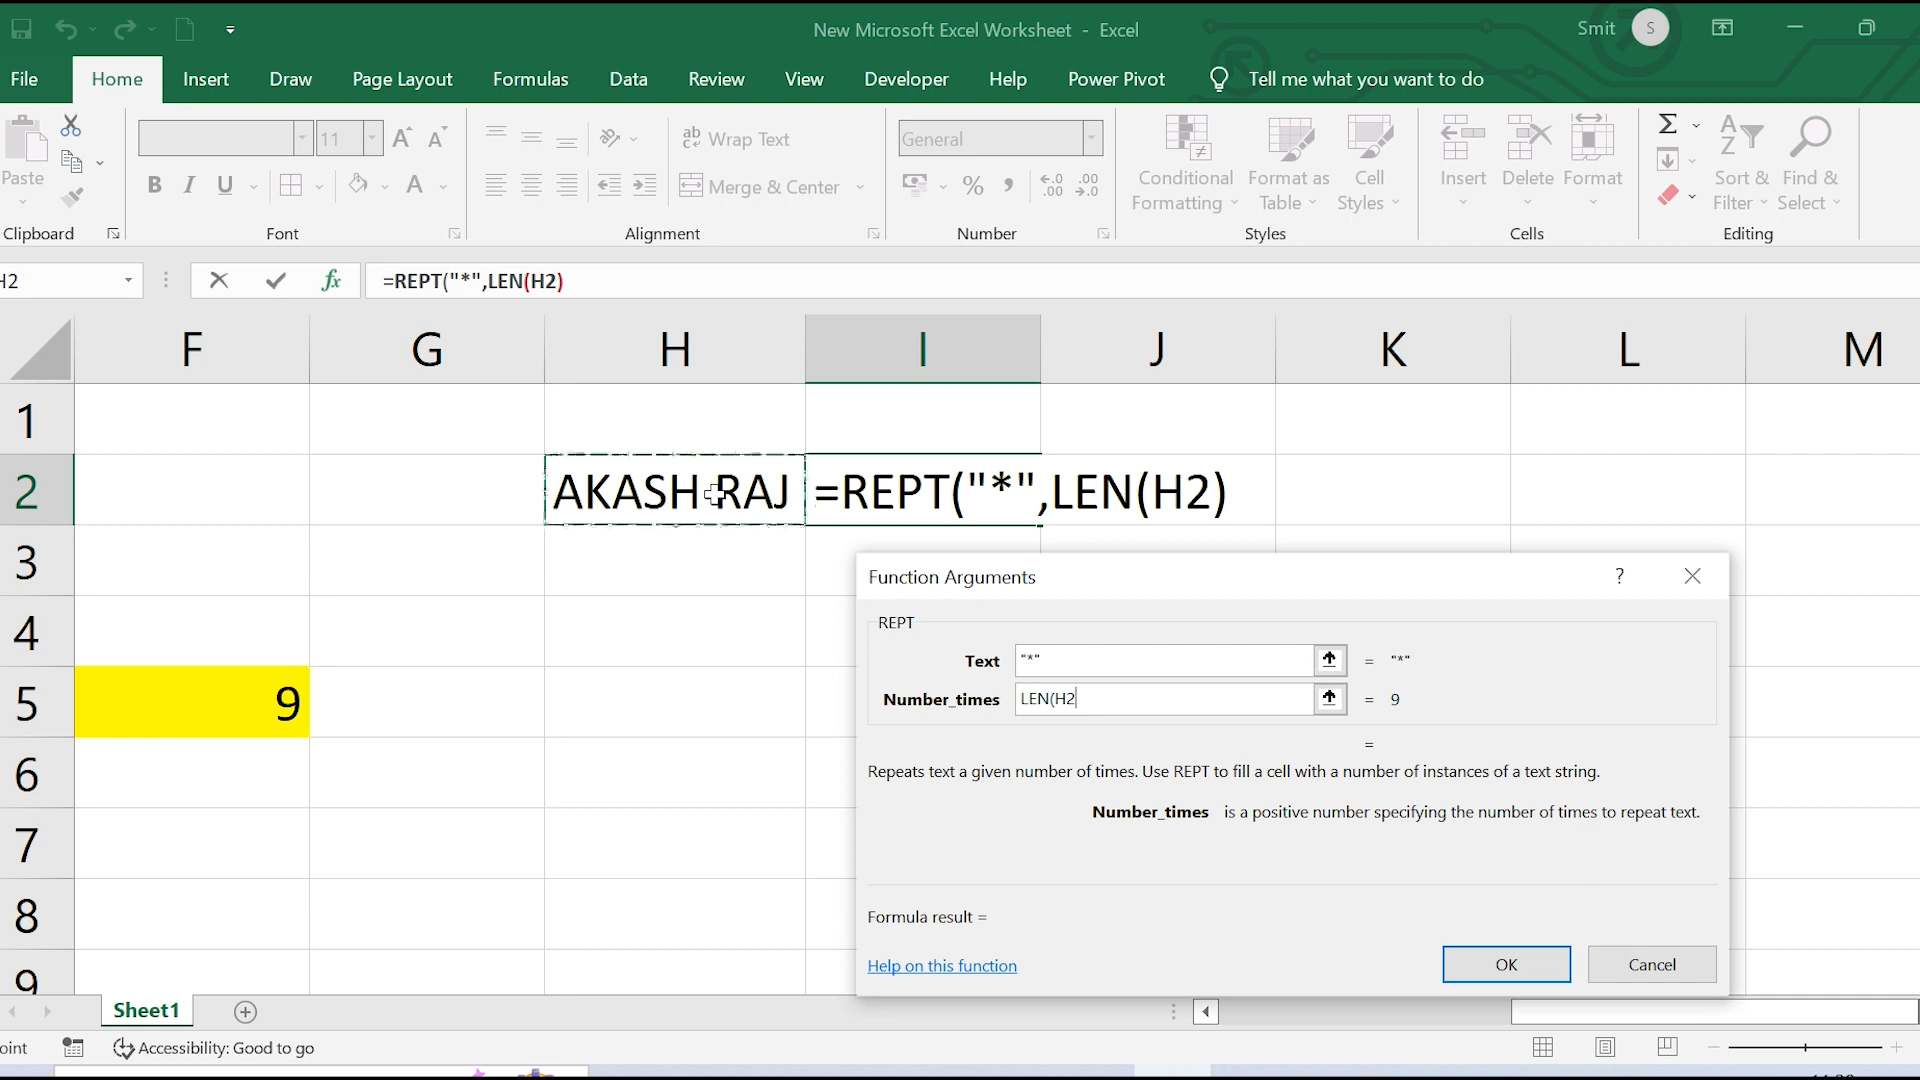 New Microsoft Excel Worksheet - Excel
Smit
S
File
Home
Insert
Draw
Page Layout
Formulas
Data
Review
View
Developer
Help
Power Pivot
Tell me what you want to do
Paste
Clipboard
11
A A
B I U
A
Font
ab
Wrap Text
Merge & Center
Alignment
General
%
Number
Conditional
Formatting
Format as
Table
Cell
Styles
Styles
Insert
Delete
Format
Cells
Sort &
Filter
Find &
Select
Editing
H2
fx
=REPT("*",LEN(H2)
F G H I J K L M
1
2 AKASH RAJ =REPT("*",LEN(H2)
3
4
5 9
6
7
8
9
Function Arguments
?
REPT
Text "*" = "*"
Number_times LEN(H2 = 9
=
Repeats text a given number of times. Use REPT to fill a cell with a number of instances of a text string.
Number_times is a positive number specifying the number of times to repeat text.
Formula result =
Help on this function
OK
Cancel
Sheet1
oint
Accessibility: Good to go